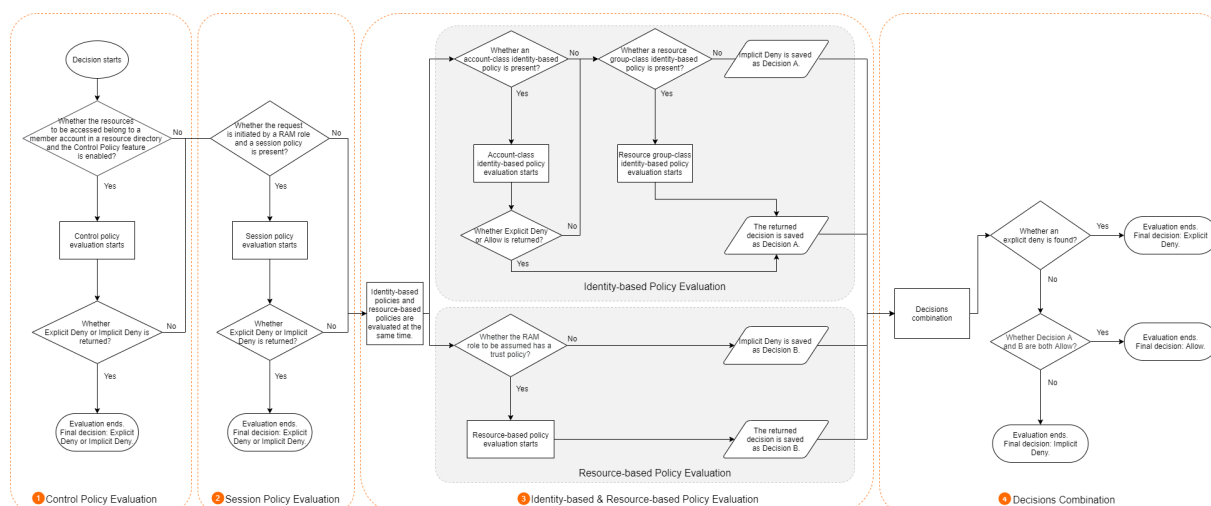 Decision starts
Whether the resources
to be accessed belong to a
member account in a resource directory
and the Control Policy feature
is enabled?
No
Yes
Control policy
evaluation starts
Whether
Explicit Deny or Implicit Deny is
returned?
No
Yes
Evaluation ends.
Final decision: Explicit
Deny or Implicit Deny.
1 Control Policy Evaluation
Whether the request
is initiated by a RAM role
and a session policy
is present?
No
Yes
Session policy
evaluation starts
Whether
Explicit Deny or Implicit
Deny is returned?
No
Yes
Evaluation ends.
Final decision: Explicit
Deny or Implicit Deny.
2 Session Policy Evaluation
Identity-based
policies and
resource-based
policies are
evaluated at the
same time.
Whether an
account-class identity-based
policy is present?
No
Yes
Account-class
identity-based policy
evaluation starts
Whether Explicit Deny
or Allow is returned?
No
Yes
Whether a resource
group-class identity-based
policy is present?
No
Yes
Resource group-class
identity-based policy
evaluation starts
Implicit Deny is saved
as Decision A.
The returned
decision is saved
as Decision A.
Identity-based Policy Evaluation
Whether the RAM
role to be assumed has a
trust policy?
No
Yes
Implicit Deny is saved
as Decision B.
Resource-based policy
evaluation starts
The returned
decision is saved
as Decision B.
Resource-based Policy Evaluation
3 Identity-based & Resource-based Policy Evaluation
Decisions
combination
Whether an
explicit deny is found?
Yes
No
Evaluation ends.
Final decision: Explicit
Deny.
Whether Decision A
and B are both Allow?
Yes
No
Evaluation ends.
Final decision: Allow.
Evaluation ends.
Final decision: Implicit
Deny.
4 Decisions Combination